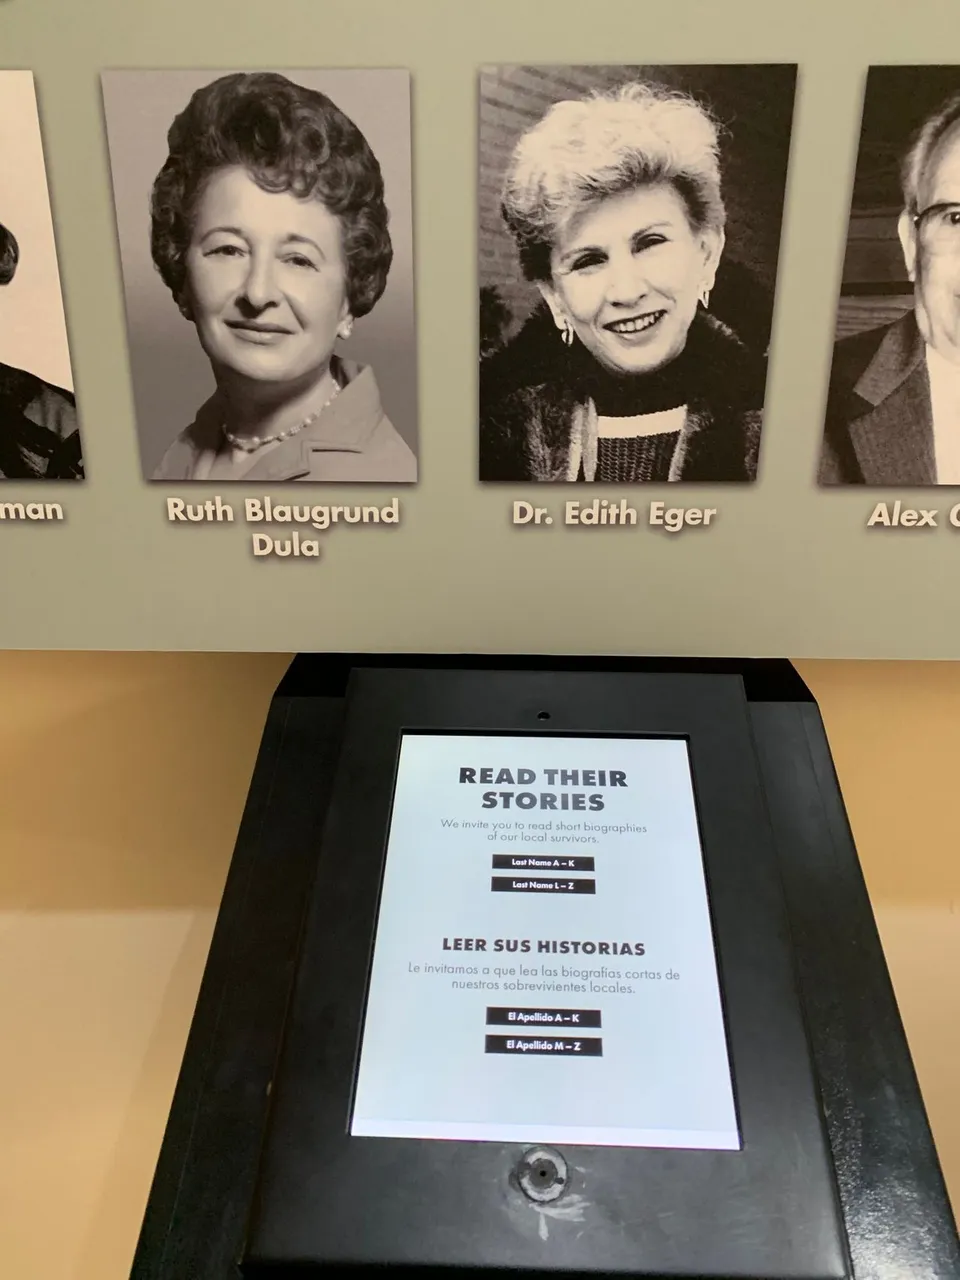 man
Ruth Blaugrund
Dula
Dr. Edith Eger
Alex
READ THEIR
STORIES
We invite you to read short biographies
of our local survivors.
Last Name A – K
Last Name L – Z
LEER SUS HISTORIAS
Le invitamos a que lea las biografías cortas de
nuestros sobrevivientes locales.
El Apellido A – K
El Apellido M – Z